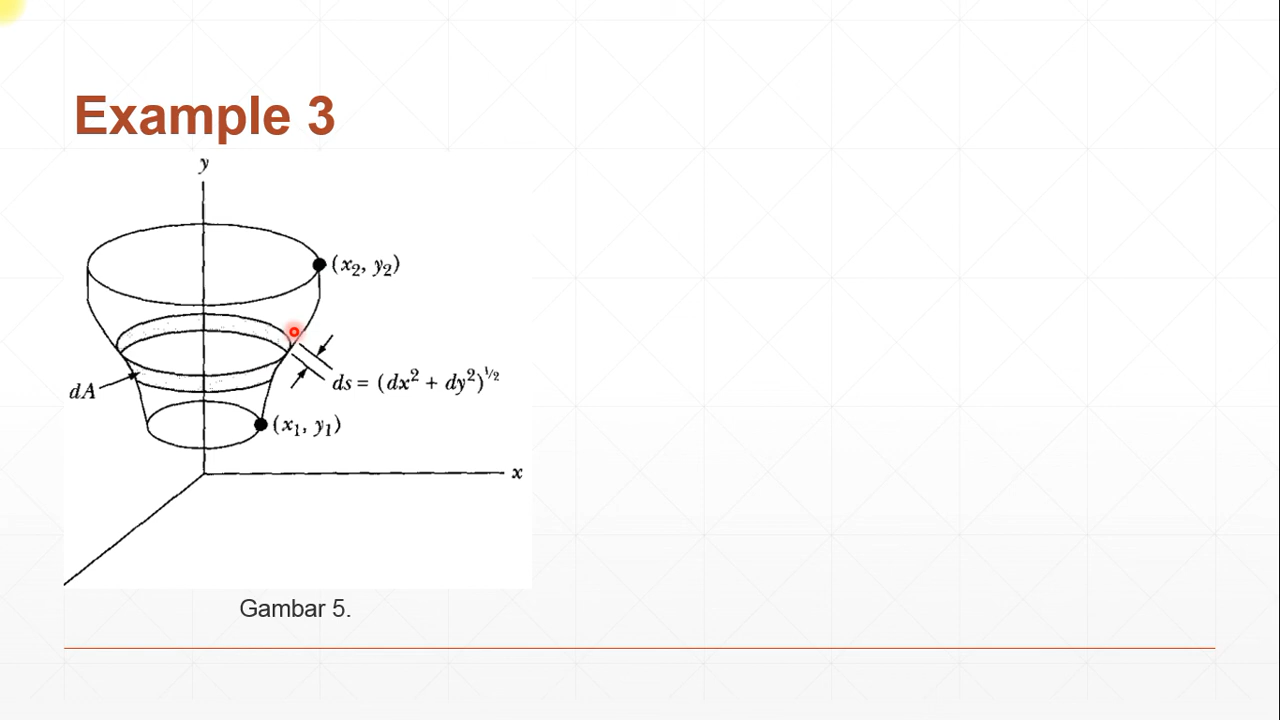 Example 3
y
(x₂, y₂)
ds = (dx² + dy²)^½
dA
(x₁, y₁)
x
Gambar 5.